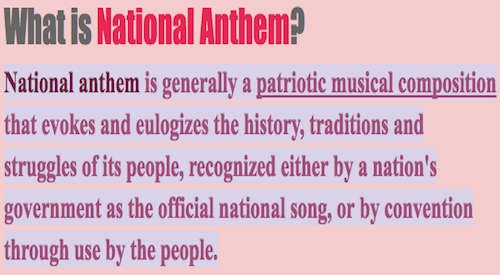 What is National Anthem?
National anthem is generally a patriotic musical composition
that evokes and eulogizes the history, traditions and
struggles of its people, recognized either by a nation's
government as the official national song, or by convention
through use by the people.